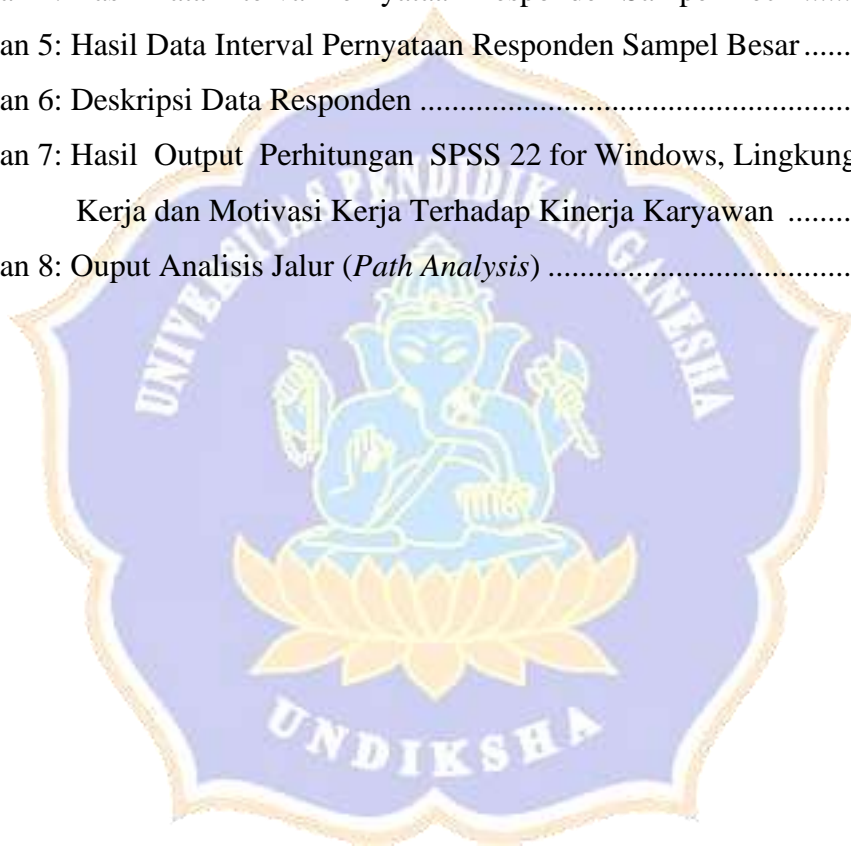 an 5: Hasil Data Interval Pernyataan Responden Sampel Besar ......
an 6: Deskripsi Data Responden ......................................................
an 7: Hasil Output Perhitungan SPSS 22 for Windows, Lingkung
Kerja dan Motivasi Kerja Terhadap Kinerja Karyawan ........
an 8: Ouput Analisis Jalur (Path Analysis) ....................................
UNIVERSITAS PENDIDIKAN GANESHA
UNDIKSHA